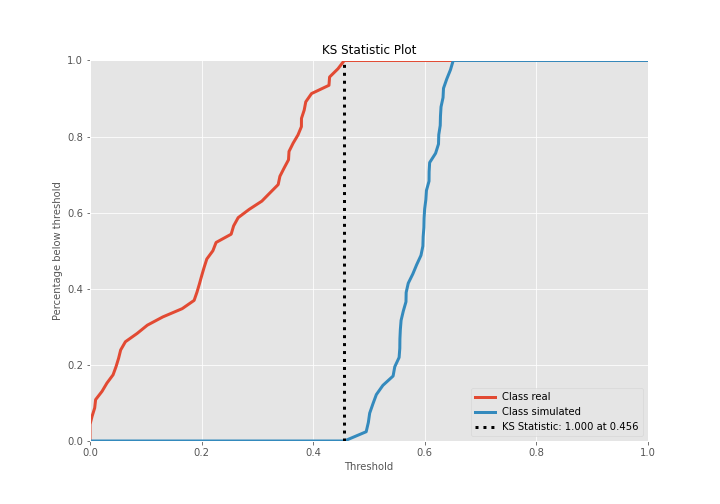 KS Statistic Plot
1.0
0.8
0.6
0.4
0.2
0.0
Percentage below threshold
0.0 0.2 0.4 0.6 0.8 1.0
Threshold
Class real
Class simulated
KS Statistic: 1.000 at 0.456